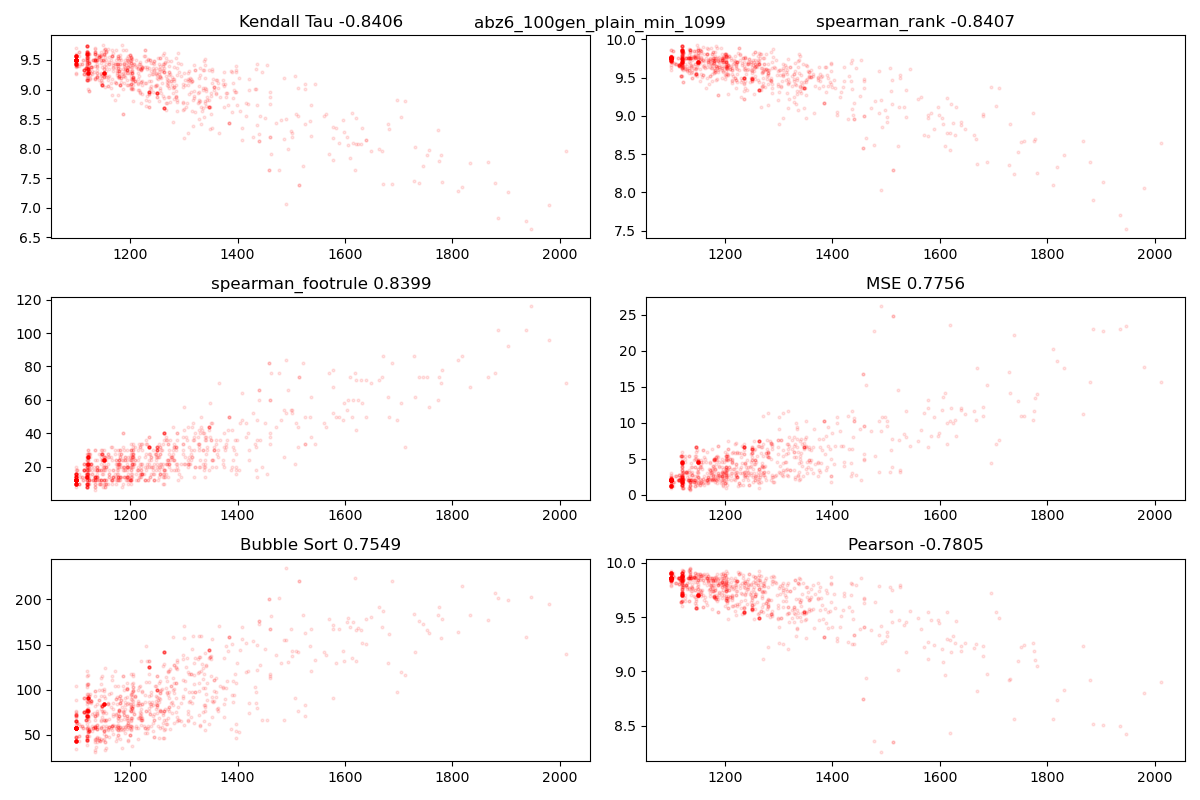 abz6_100gen_plain_min_1099
Kendall Tau -0.8406
9.5
9.0
8.5
8.0
7.5
7.0
6.5
1200 1400 1600 1800 2000
spearman_rank -0.8407
10.0
9.5
9.0
8.5
8.0
7.5
1200 1400 1600 1800 2000
spearman_footrule 0.8399
120
100
80
60
40
20
1200 1400 1600 1800 2000
MSE 0.7756
25
20
15
10
5
0
1200 1400 1600 1800 2000
Bubble Sort 0.7549
200
150
100
50
1200 1400 1600 1800 2000
Pearson -0.7805
10.0
9.5
9.0
8.5
1200 1400 1600 1800 2000